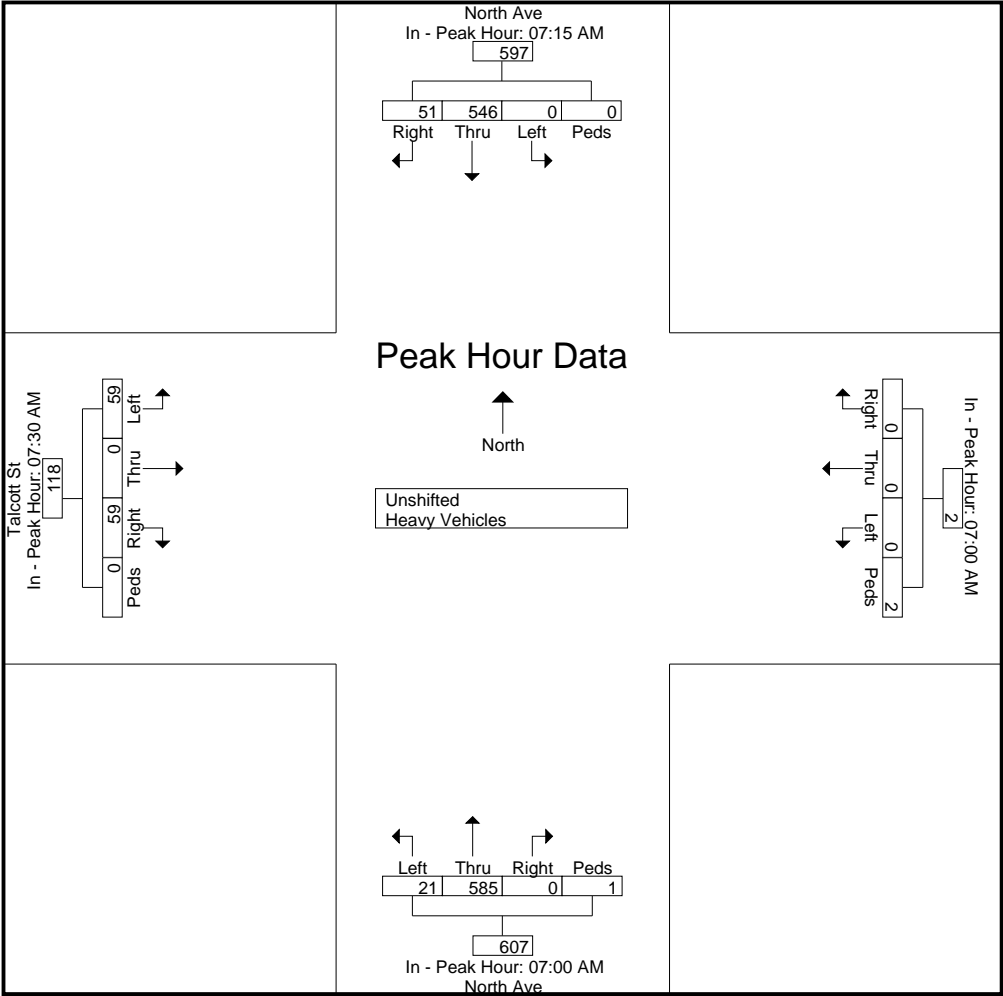 North Ave
In - Peak Hour: 07:15 AM
597
51 546 0 0
Right Thru Left Peds
Peak Hour Data
North
Unshifted
Heavy Vehicles
Talcott St
In - Peak Hour: 07:30 AM
118
59 0 59 0
Left Thru Right Peds
In - Peak Hour: 07:00 AM
2
0 0 0 2
Right Thru Left Peds
Left Thru Right Peds
21 585 0 1
607
In - Peak Hour: 07:00 AM
North Ave